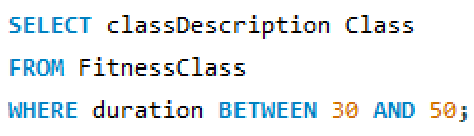 SELECT classDescription Class
FROM FitnessClass
WHERE duration BETWEEN 30 AND 50;